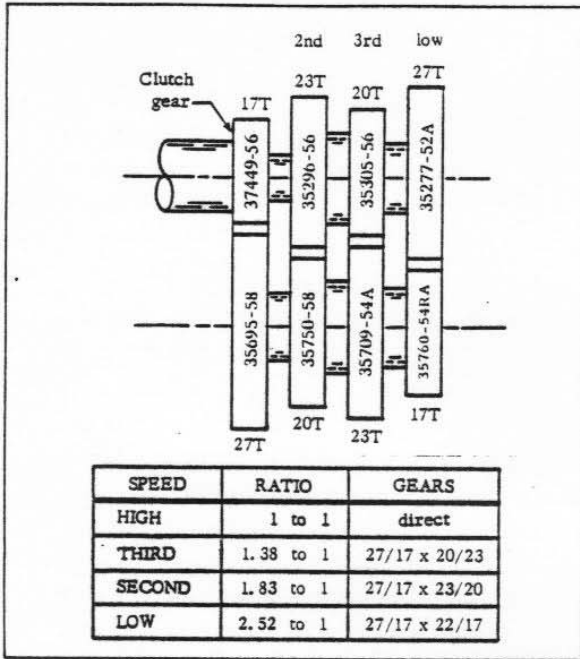 2nd 3rd low
Clutch gear
17T 23T 20T 27T
37449-56 35296-56 35305-56 35277-52A
35695-58 35750-58 35709-54A 35760-54RA
27T 20T 23T 17T
SPEED RATIO GEARS
HIGH 1 to 1 direct
THIRD 1.38 to 1 27/17 x 20/23
SECOND 1.83 to 1 27/17 x 23/20
LOW 2.52 to 1 27/17 x 22/17